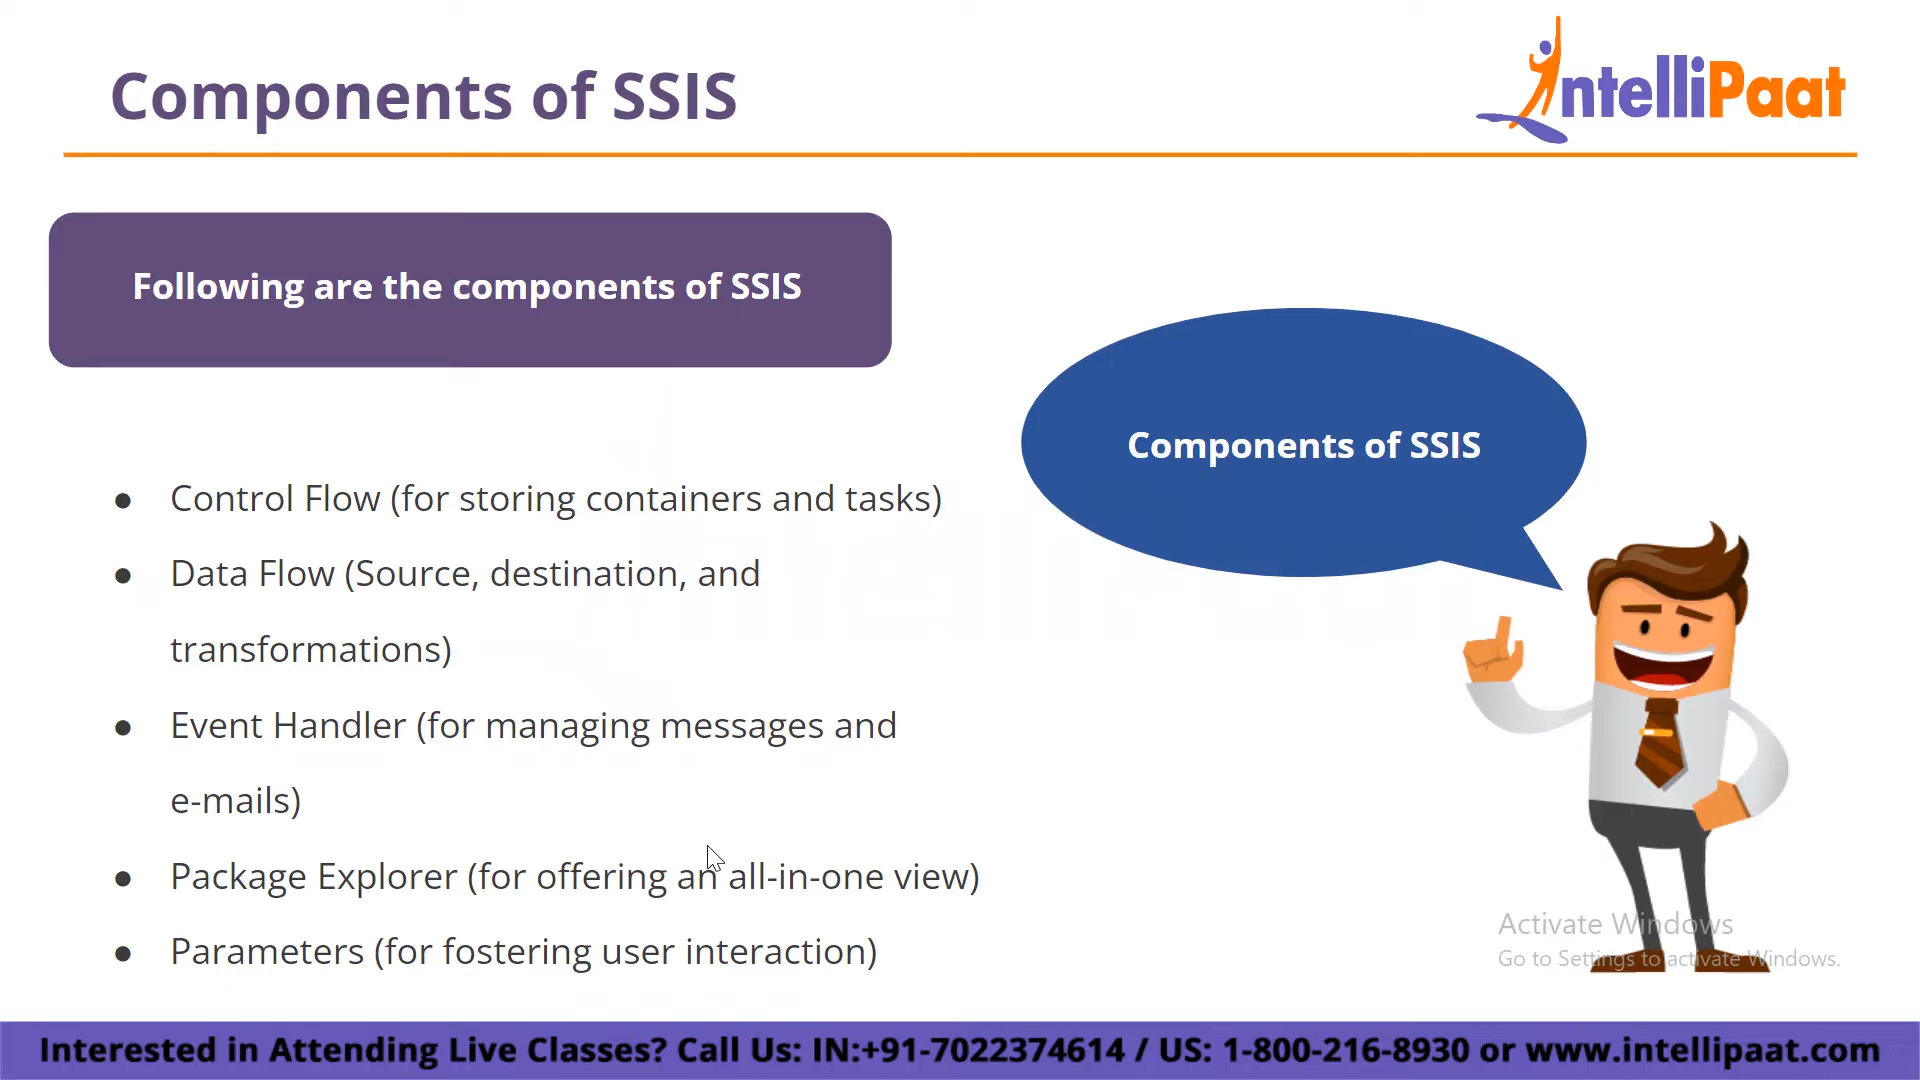 Components of SSIS
IntelliPaat
Following are the components of SSIS
Components of SSIS
● Control Flow (for storing containers and tasks)
● Data Flow (Source, destination, and
transformations)
● Event Handler (for managing messages and
e-mails)
● Package Explorer (for offering an all-in-one view)
● Parameters (for fostering user interaction)
Activate Windows
Go to Settings to activate Windows.
Interested in Attending Live Classes? Call Us: IN:+91-7022374614 / US: 1-800-216-8930 or www.intellipaat.com